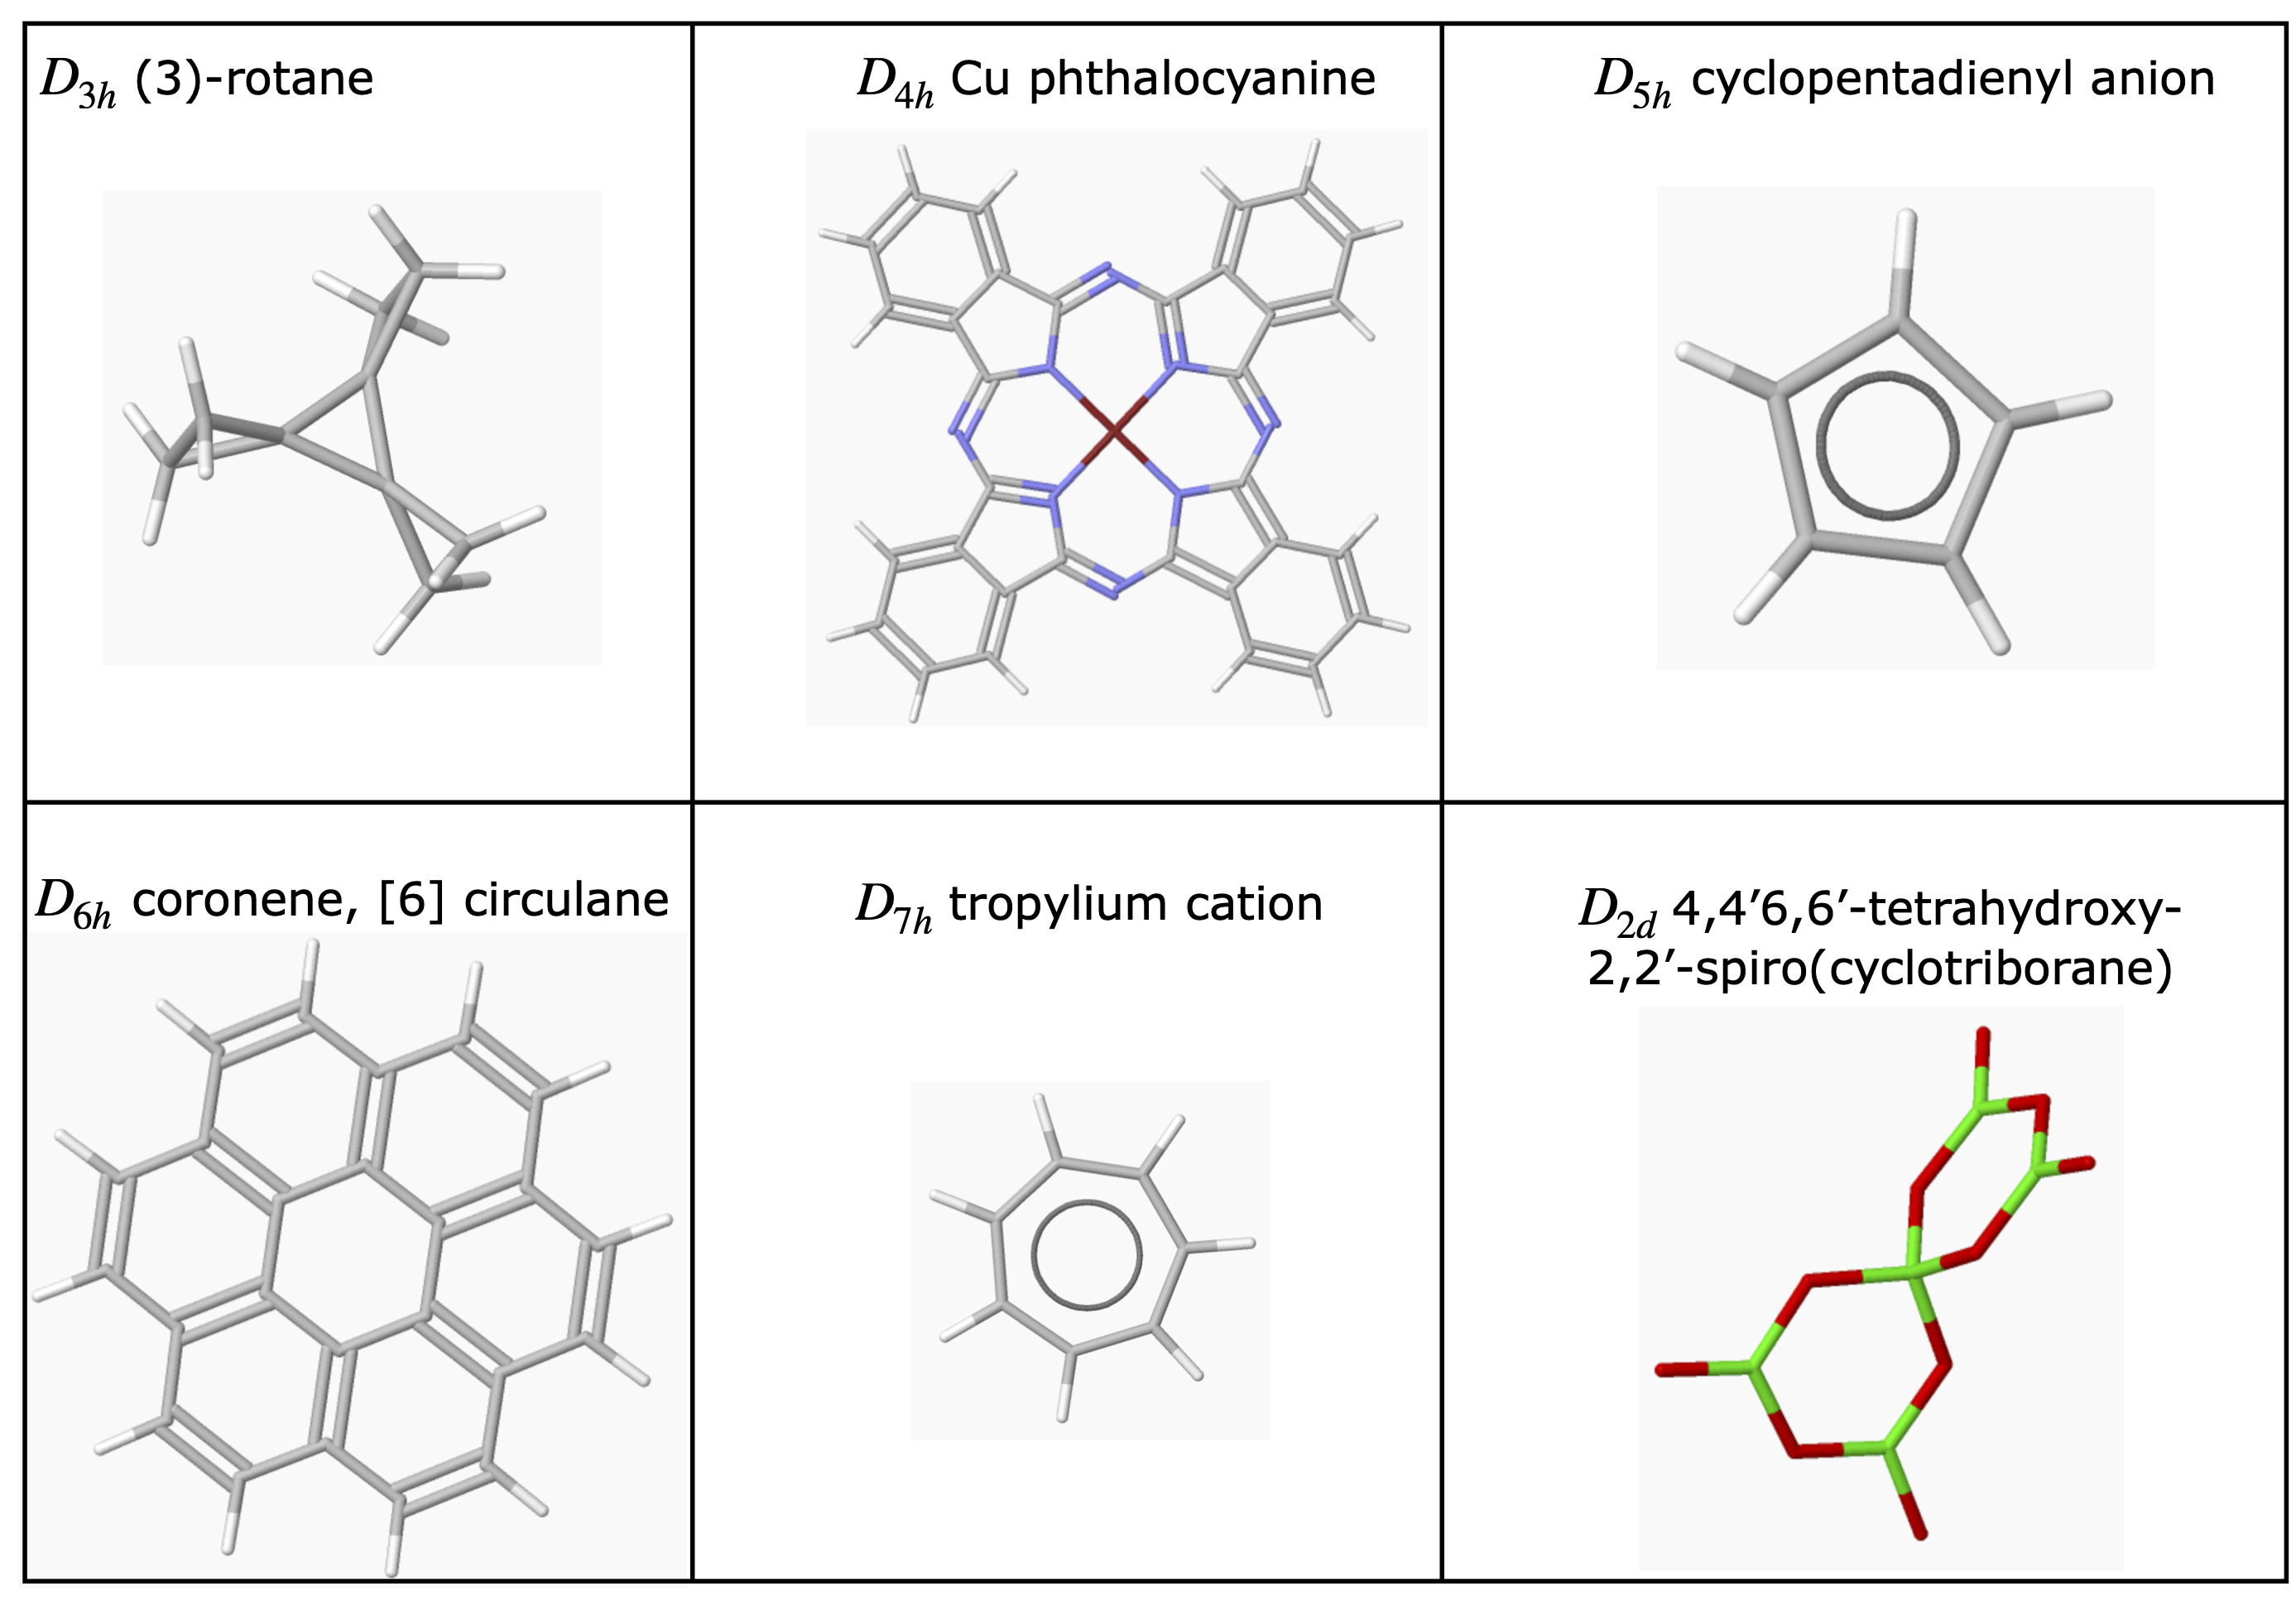 D3h (3)-rotane
D4h Cu phthalocyanine
D5h cyclopentadienyl anion
D6h coronene, [6] circulane
D7h tropylium cation
D2d 4,4′6,6′-tetrahydroxy-
2,2′-spiro(cyclotriborane)